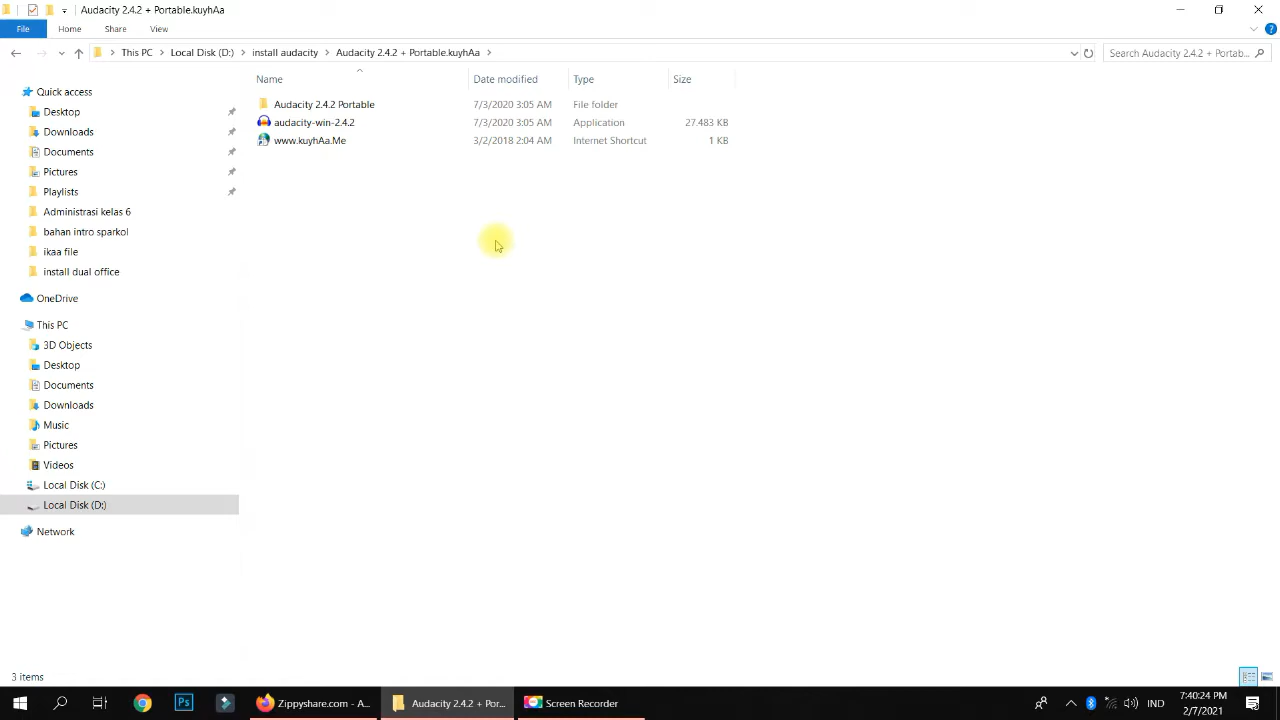 Audacity 2.4.2 + Portable.kuyhAa
File Home Share View
This PC Local Disk (D:) install audacity Audacity 2.4.2 + Portable.kuyhAa
Search Audacity 2.4.2 + Portab...
Name Date modified Type Size
Audacity 2.4.2 Portable 7/3/2020 3:05 AM File folder
audacity-win-2.4.2 7/3/2020 3:05 AM Application 27.483 KB
www.kuyhAa.Me 3/2/2018 2:04 AM Internet Shortcut 1 KB
Quick access
Desktop
Downloads
Documents
Pictures
Playlists
Administrasi kelas 6
bahan intro sparkol
ikaa file
install dual office
OneDrive
This PC
3D Objects
Desktop
Documents
Downloads
Music
Pictures
Videos
Local Disk (C:)
Local Disk (D:)
Network
3 items
Ps
Zippyshare.com - A...
Audacity 2.4.2 + Por...
Screen Recorder
IND
7:40:24 PM
2/7/2021